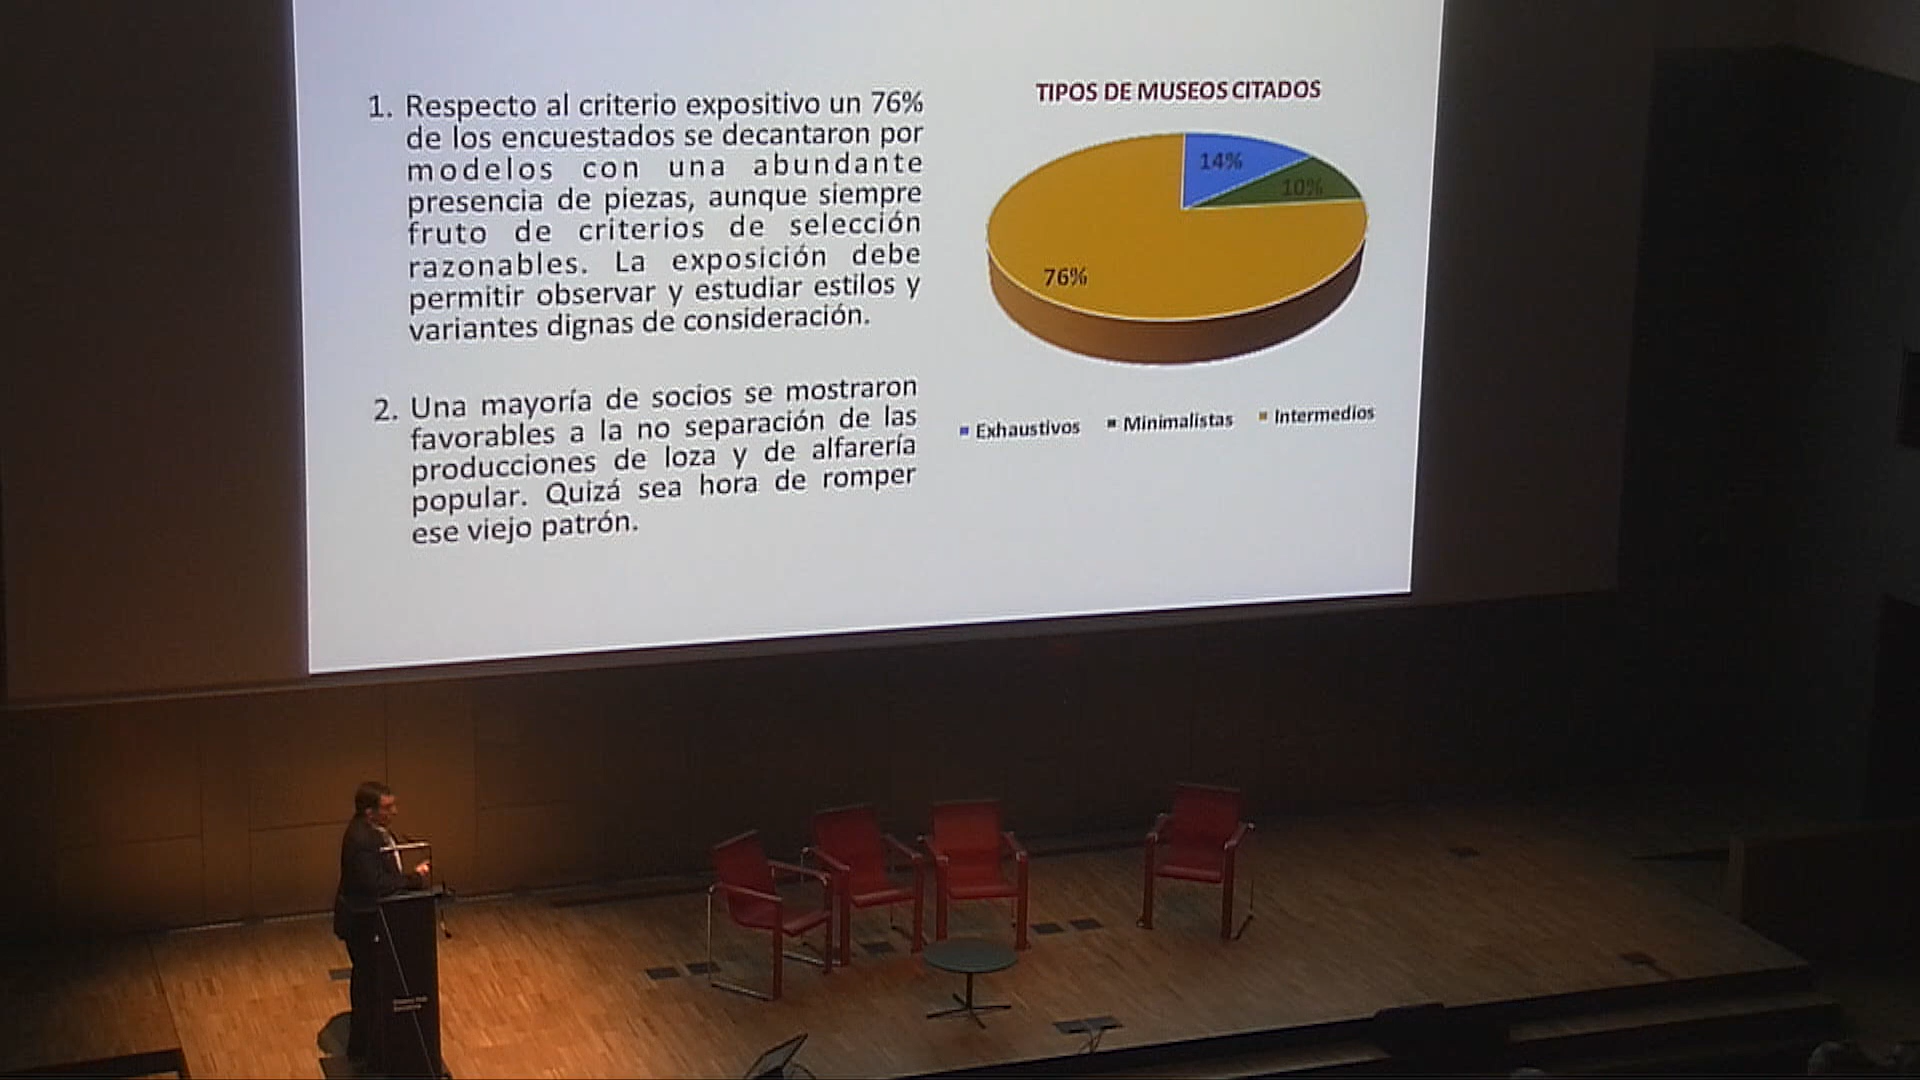 1. Respecto al criterio expositivo un 76%
de los encuestados se decantaron por
modelos con una abundante
presencia de piezas, aunque siempre
fruto de criterios de selección
razonables. La exposición debe
permitir observar y estudiar estilos y
variantes dignas de consideración.
2. Una mayoría de socios se mostraron
favorables a la no separación de las
producciones de loza y de alfarería
popular. Quizá sea hora de romper
ese viejo patrón.
TIPOS DE MUSEOS CITADOS
14%
10%
76%
Exhaustivos Minimalistas Intermedios